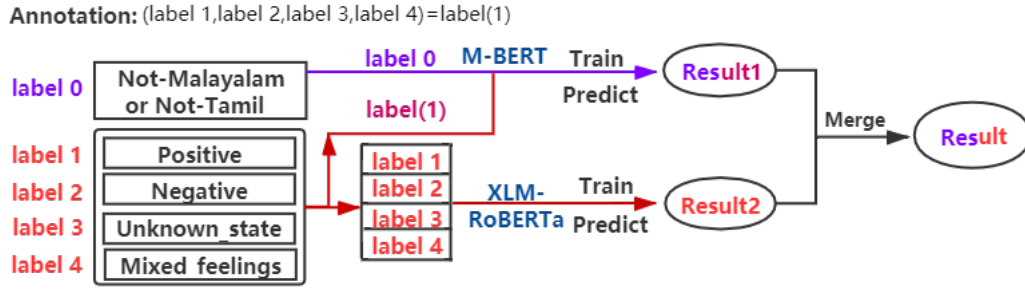 Annotation: (label 1,label 2,label 3,label 4)=label(1)
label 0
Not-Malayalam
or Not-Tamil
label 0
M-BERT
Train
Predict
Result1
label(1)
label 1
Positive
label 2
Negative
label 3
Unknown_state
label 4
Mixed feelings
label 1
label 2
label 3
label 4
XLM-
RoBERTa
Train
Predict
Result2
Merge
Result